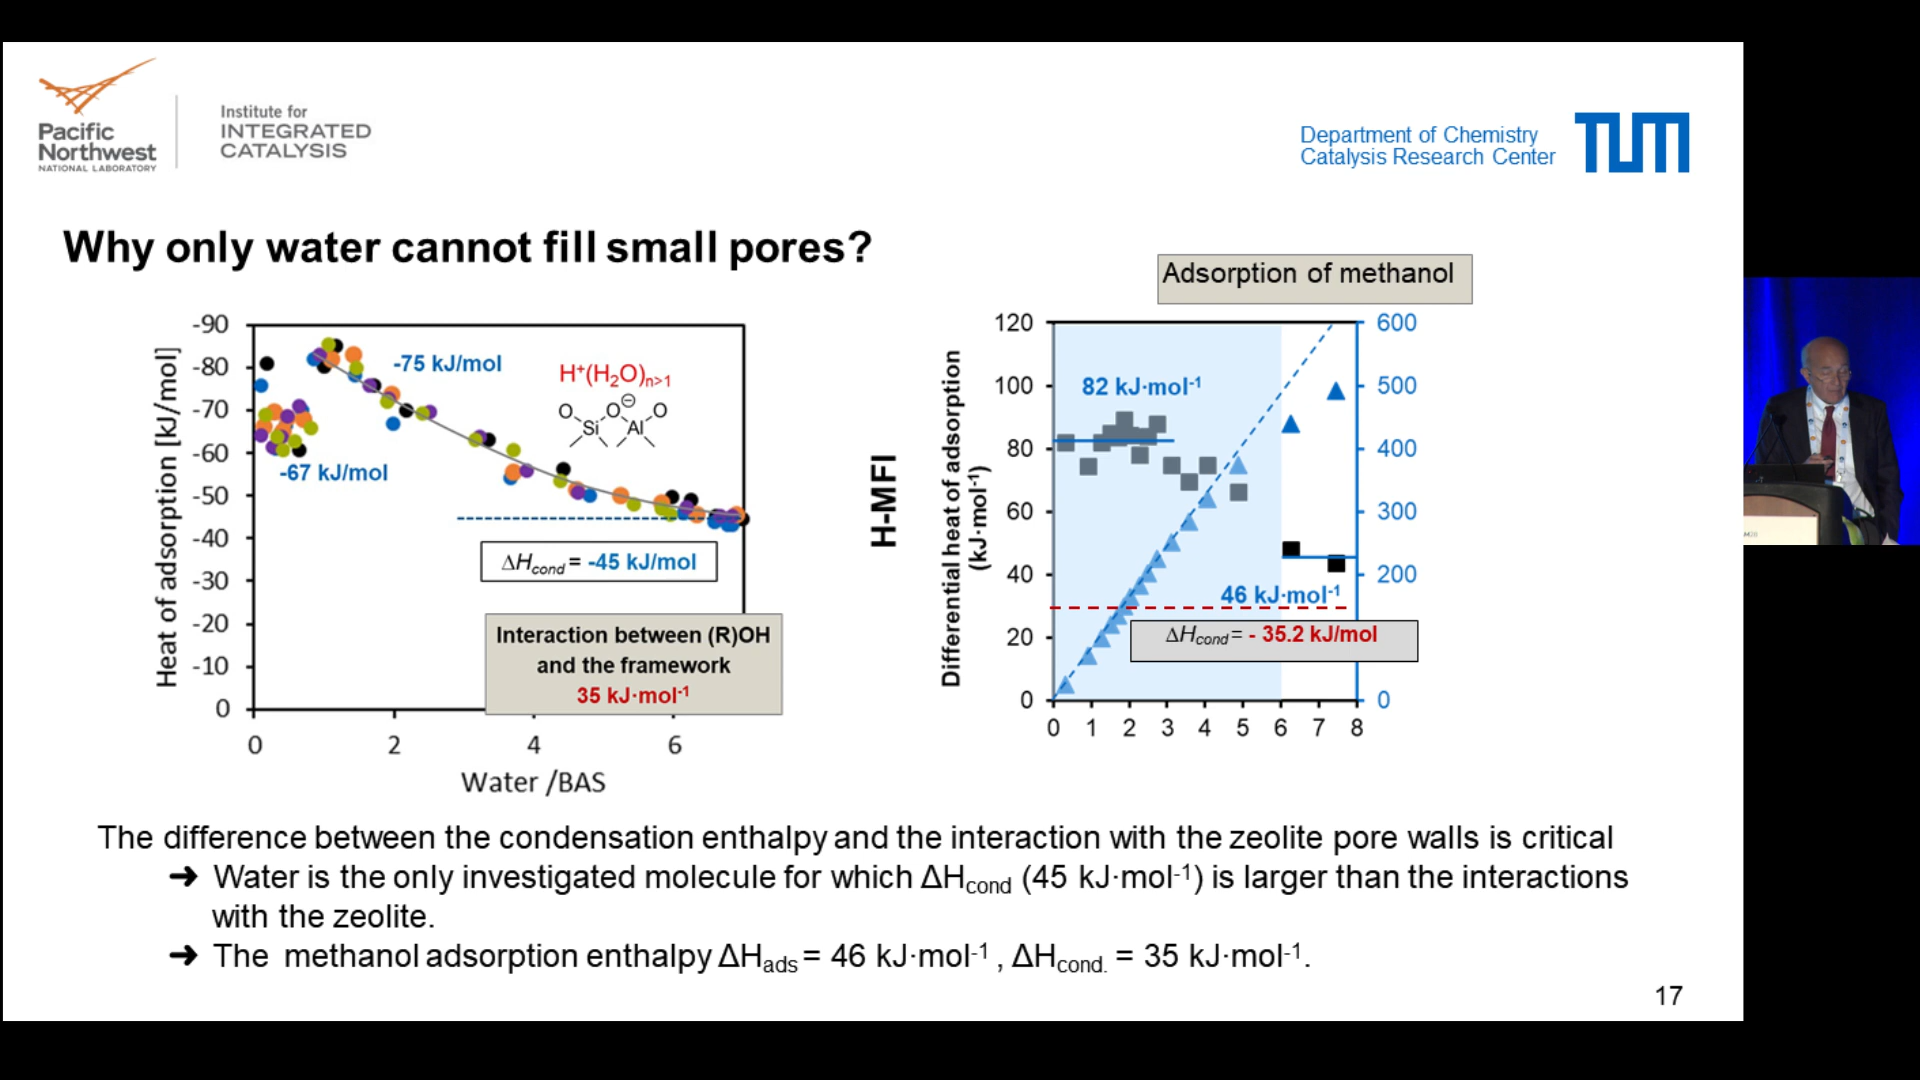 Pacific
Northwest
NATIONAL LABORATORY
Institute for
INTEGRATED
CATALYSIS
Department of Chemistry
Catalysis Research Center
TUM
Why only water cannot fill small pores?
Heat of adsorption [kJ/mol]
-90
-80
-70
-60
-50
-40
-30
-20
-10
0
0 2 4 6
Water /BAS
-75 kJ/mol
-67 kJ/mol
H⁺(H₂O)ₙ>₁
O O ⊖ O
Si Al
ΔHcond = -45 kJ/mol
Interaction between (R)OH
and the framework
35 kJ·mol⁻¹
Adsorption of methanol
H-MFI
Differential heat of adsorption
(kJ·mol⁻¹)
120
100
80
60
40
20
0
600
500
400
300
200
0
0 1 2 3 4 5 6 7 8
82 kJ·mol⁻¹
46 kJ·mol⁻¹
ΔHcond = - 35.2 kJ/mol
The difference between the condensation enthalpy and the interaction with the zeolite pore walls is critical
➔ Water is the only investigated molecule for which ΔHcond (45 kJ·mol⁻¹) is larger than the interactions
with the zeolite.
➔ The methanol adsorption enthalpy ΔHads = 46 kJ·mol⁻¹ , ΔHcond. = 35 kJ·mol⁻¹.
17